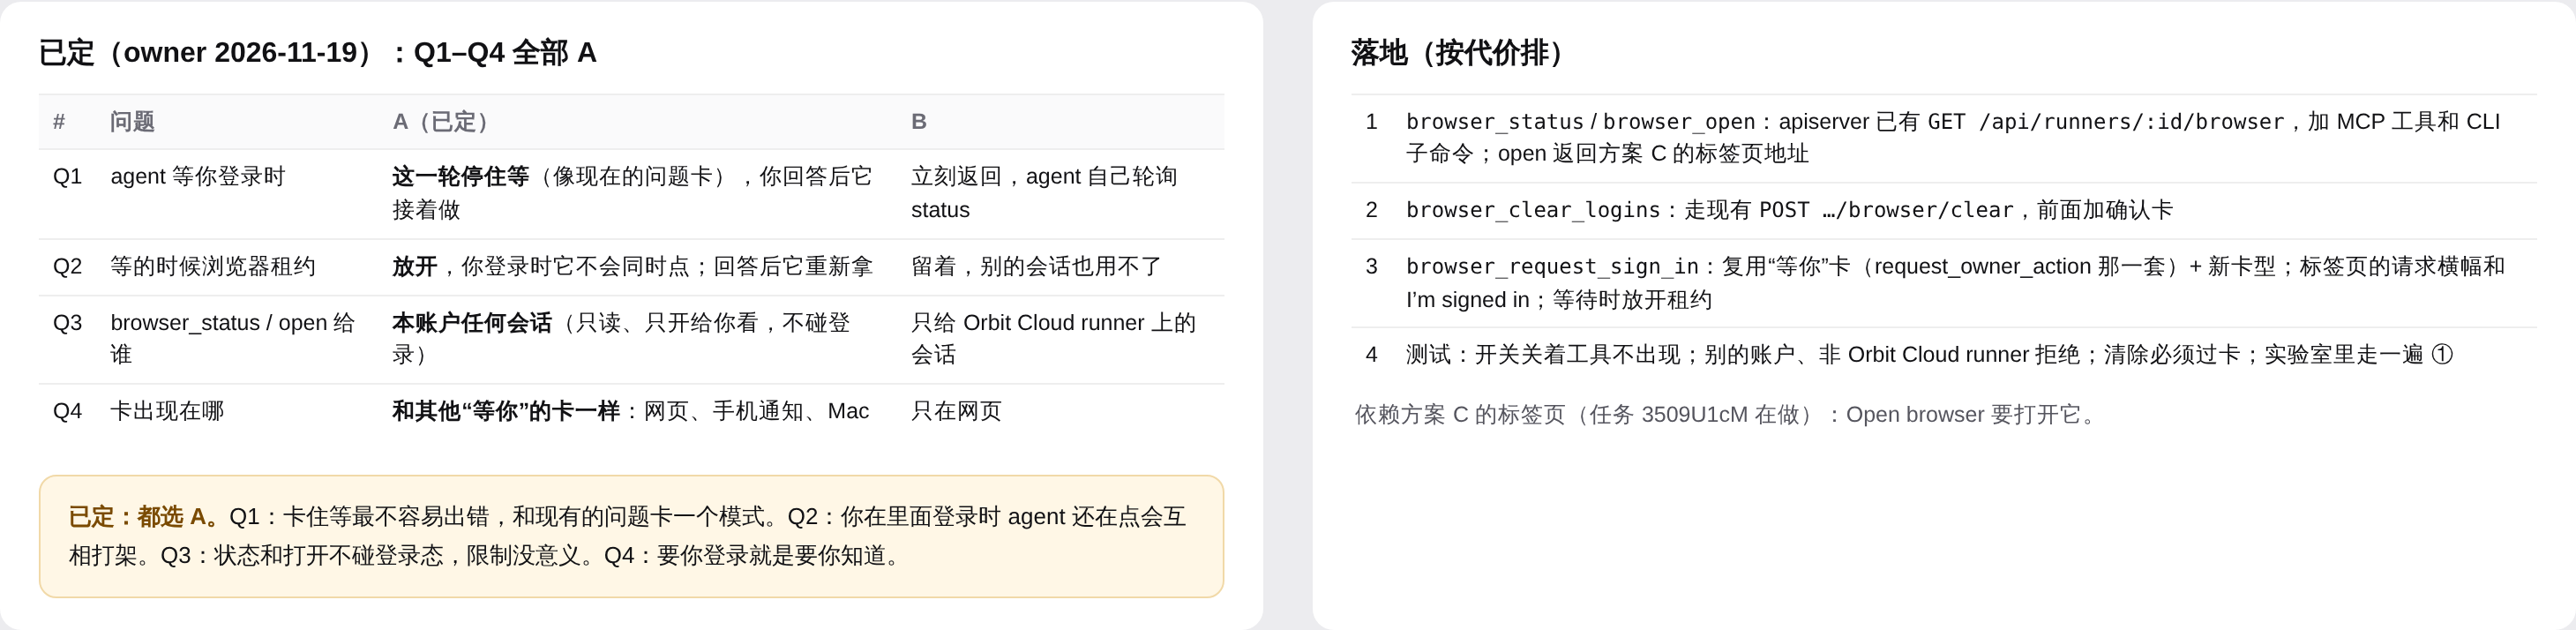 已定（owner 2026-11-19）：Q1–Q4 全部 A
# 问题 A（已定） B
Q1 agent 等你登录时 这一轮停住等（像现在的问题卡），你回答后它接着做 立刻返回，agent 自己轮询 status
Q2 等的时候浏览器租约 放开，你登录时它不会同时点；回答后它重新拿 留着，别的会话也用不了
Q3 browser_status / open 给谁 本账户任何会话（只读、只开给你看，不碰登录） 只给 Orbit Cloud runner 上的会话
Q4 卡出现在哪 和其他“等你”的卡一样：网页、手机通知、Mac 只在网页
已定：都选 A。Q1：卡住等最不容易出错，和现有的问题卡一个模式。Q2：你在里面登录时 agent 还在点会互
相打架。Q3：状态和打开不碰登录态，限制没意义。Q4：要你登录就是要你知道。
落地（按代价排）
1 browser_status / browser_open：apiserver 已有 GET /api/runners/:id/browser，加 MCP 工具和 CLI
子命令；open 返回方案 C 的标签页地址
2 browser_clear_logins：走现有 POST …/browser/clear，前面加确认卡
3 browser_request_sign_in：复用“等你”卡（request_owner_action 那一套）+ 新卡型；标签页的请求横幅和
I’m signed in；等待时放开租约
4 测试：开关关着工具不出现；别的账户、非 Orbit Cloud runner 拒绝；清除必须过卡；实验室里走一遍 ①
依赖方案 C 的标签页（任务 3509U1cM 在做）：Open browser 要打开它。